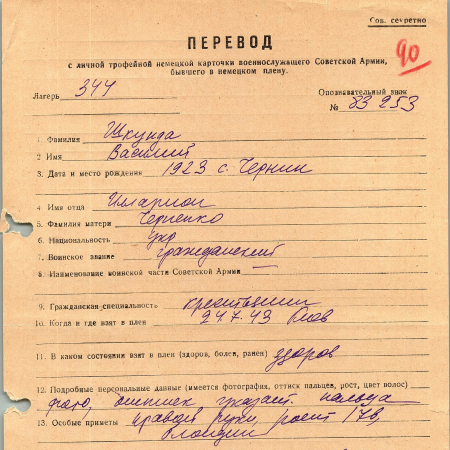 Сов. секретно
ПЕРЕВОД
90
с личной трофейной немецкой карточки военнослужащего Советской Армии,
бывшего в немецком плену.
Лагерь 344
Опознавательный знак
№ 83 253
1. Фамилия Шкунда
2 Имя Василий
3. Дата и место рождения 1923 с. Чернин
4. Имя отца Иларион
5. Фамилия матери Черненко
6. Национальность укр
7. Воинское звание гражданский
8. Наименование воинской части Советской Армии —
9. Гражданская специальность крестьянин
10. Когда и где взят в плен 24.7.43
11. В каком состоянии взят в плен (здоров, болен, ранен) здоров
12. Подробные персональные данные (имеется фотография, оттиск пальцев, рост, цвет волос)
фото, оттиск указат. пальца
13. Особые приметы правой руки, рост 178,
блондин